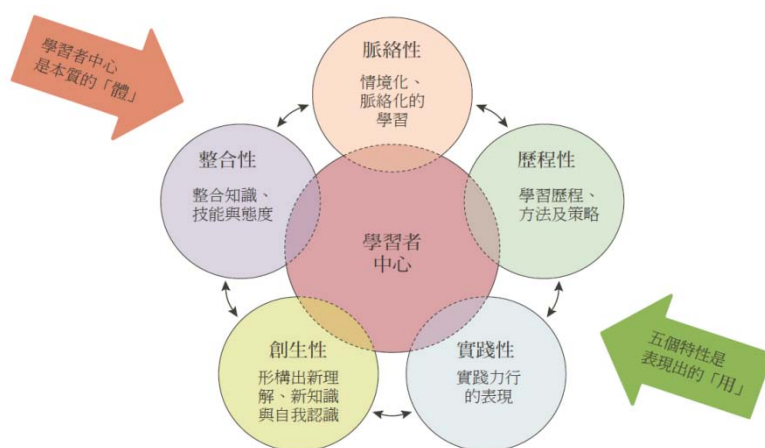 學習者中心
是本質的「體」
脈絡性
情境化、
脈絡化的
學習
整合性
整合知識、
技能與態度
歷程性
學習歷程、
方法及策略
學習者
中心
創生性
形構出新理
解、新知識
與自我認識
實踐性
實踐力行
的表現
五個特性是
表現出的「用」